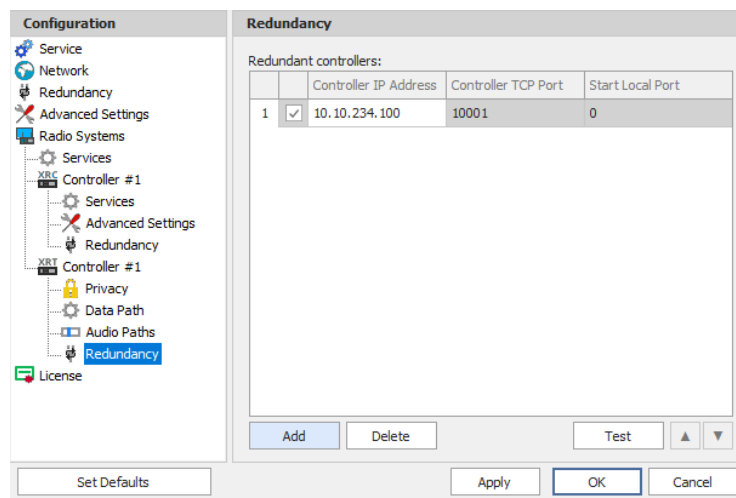 Configuration
Service
Network
Redundancy
Advanced Settings
Radio Systems
Services
XRC Controller #1
Services
Advanced Settings
Redundancy
XRT Controller #1
Privacy
Data Path
Audio Paths
Redundancy
License
Redundancy
Redundant controllers:
Controller IP Address Controller TCP Port Start Local Port
1 10.10.234.100 10001 0
Add Delete Test
Set Defaults Apply OK Cancel